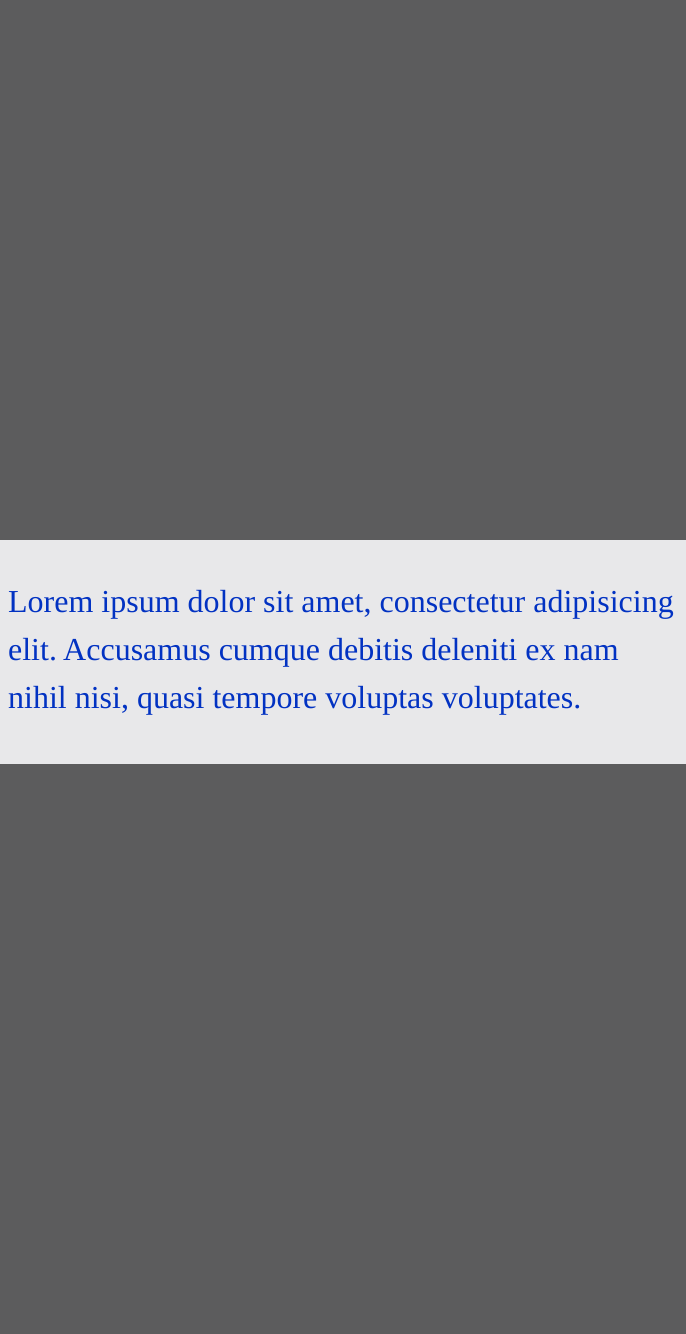 Lorem ipsum dolor sit amet, consectetur adipisicing
elit. Accusamus cumque debitis deleniti ex nam
nihil nisi, quasi tempore voluptas voluptates.